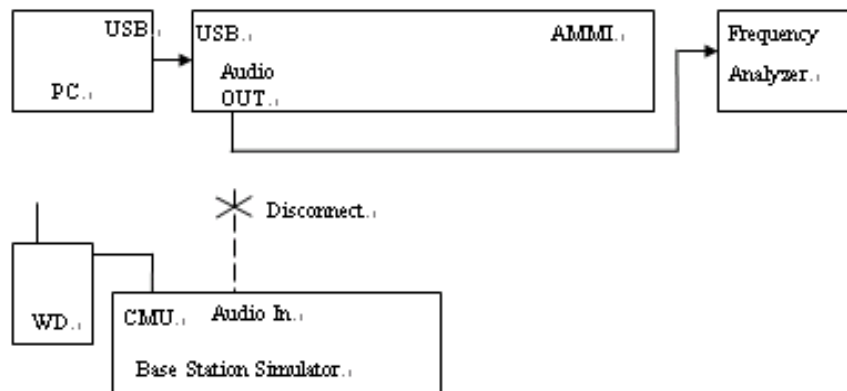 USB
PC
USB
AMMI
Audio
OUT
Frequency
Analyzer
Disconnect
WD
CMU
Audio In
Base Station Simulator